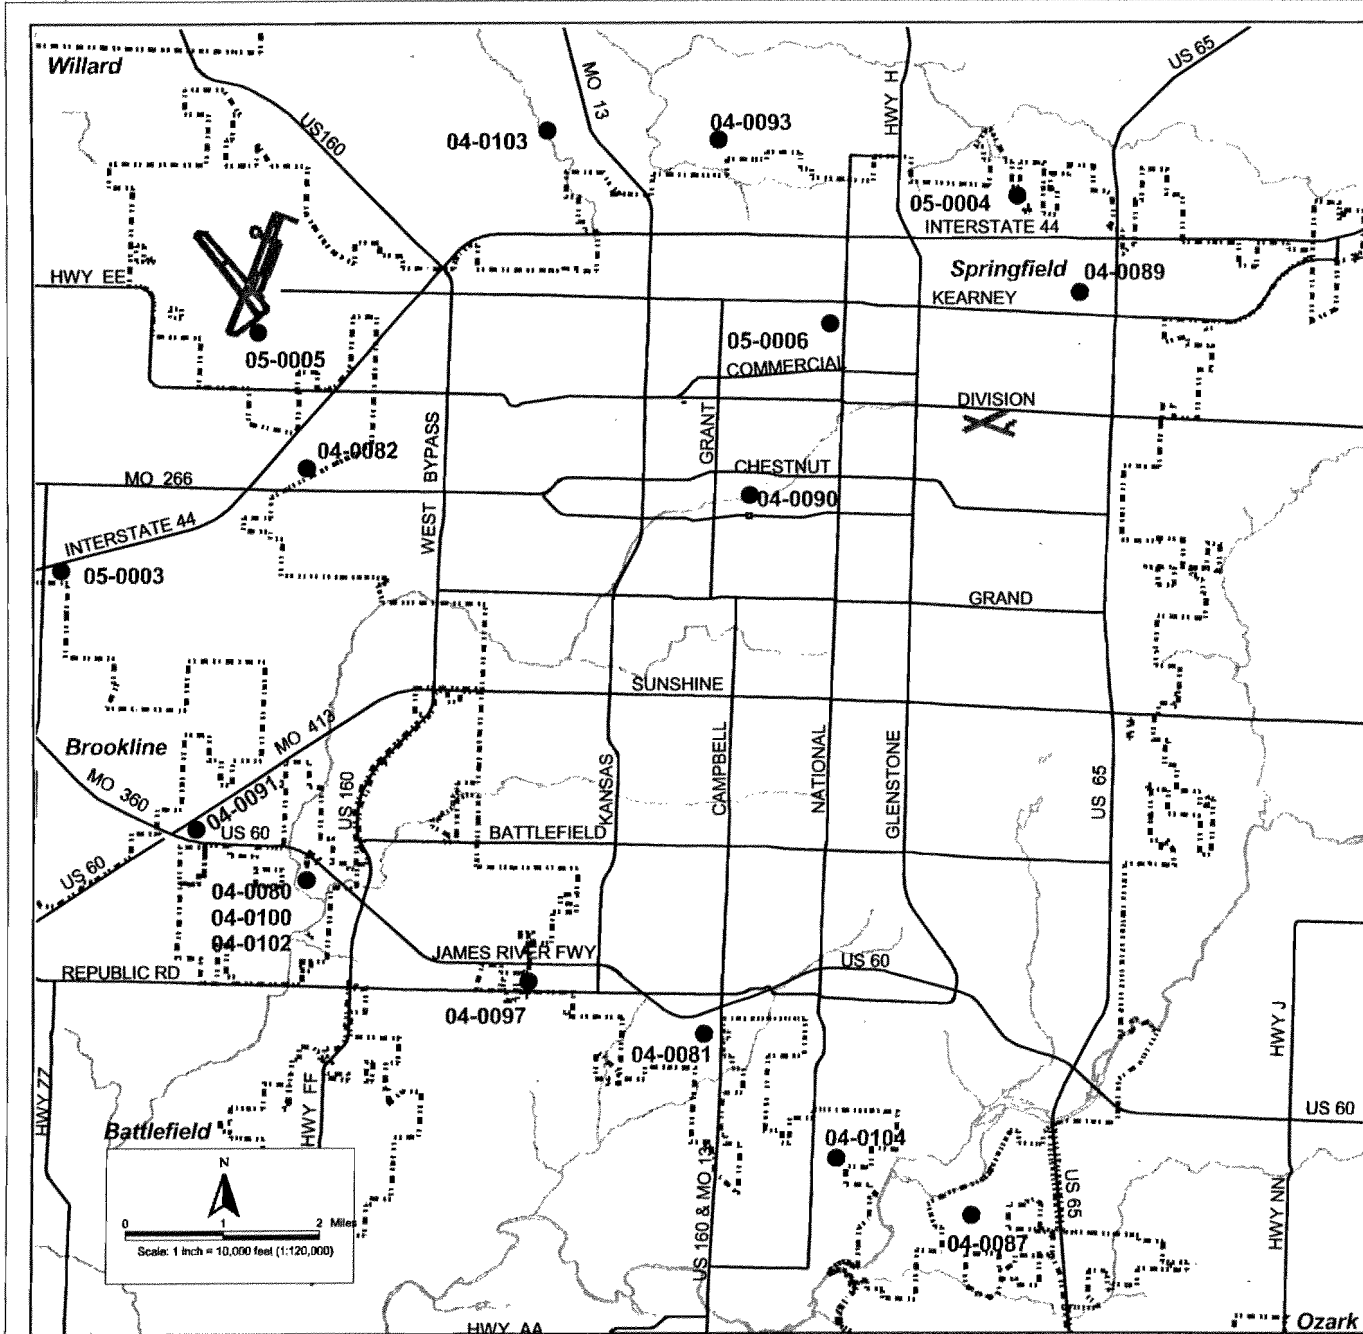 Willard
US 65
MO 13
HWY H
US160
04-0103
04-0093
05-0004
INTERSTATE 44
HWY EE
Springfield
04-0089
KEARNEY
05-0005
05-0006
COMMERCIAL
DIVISION
GRANT
WEST BYPASS
04-0082
MO 266
CHESTNUT
04-0090
INTERSTATE 44
05-0003
GRAND
SUNSHINE
Brookline
MO 413
MO 360
US 160
KANSAS
CAMPBELL
NATIONAL
GLENSTONE
US 65
04-0091
US 60
BATTLEFIELD
US 60
04-0080
04-0100
04-0102
JAMES RIVER FWY
US 60
REPUBLIC RD
04-0097
04-0081
HWY J
HWY ZZ
HWY FF
US 60
Battlefield
04-0104
US 160 & MO 13
US 65
HWY NN
04-0087
N
0 1 2 Miles
Scale: 1 inch = 10,000 feet (1:120,000)
HWY AA
Ozark